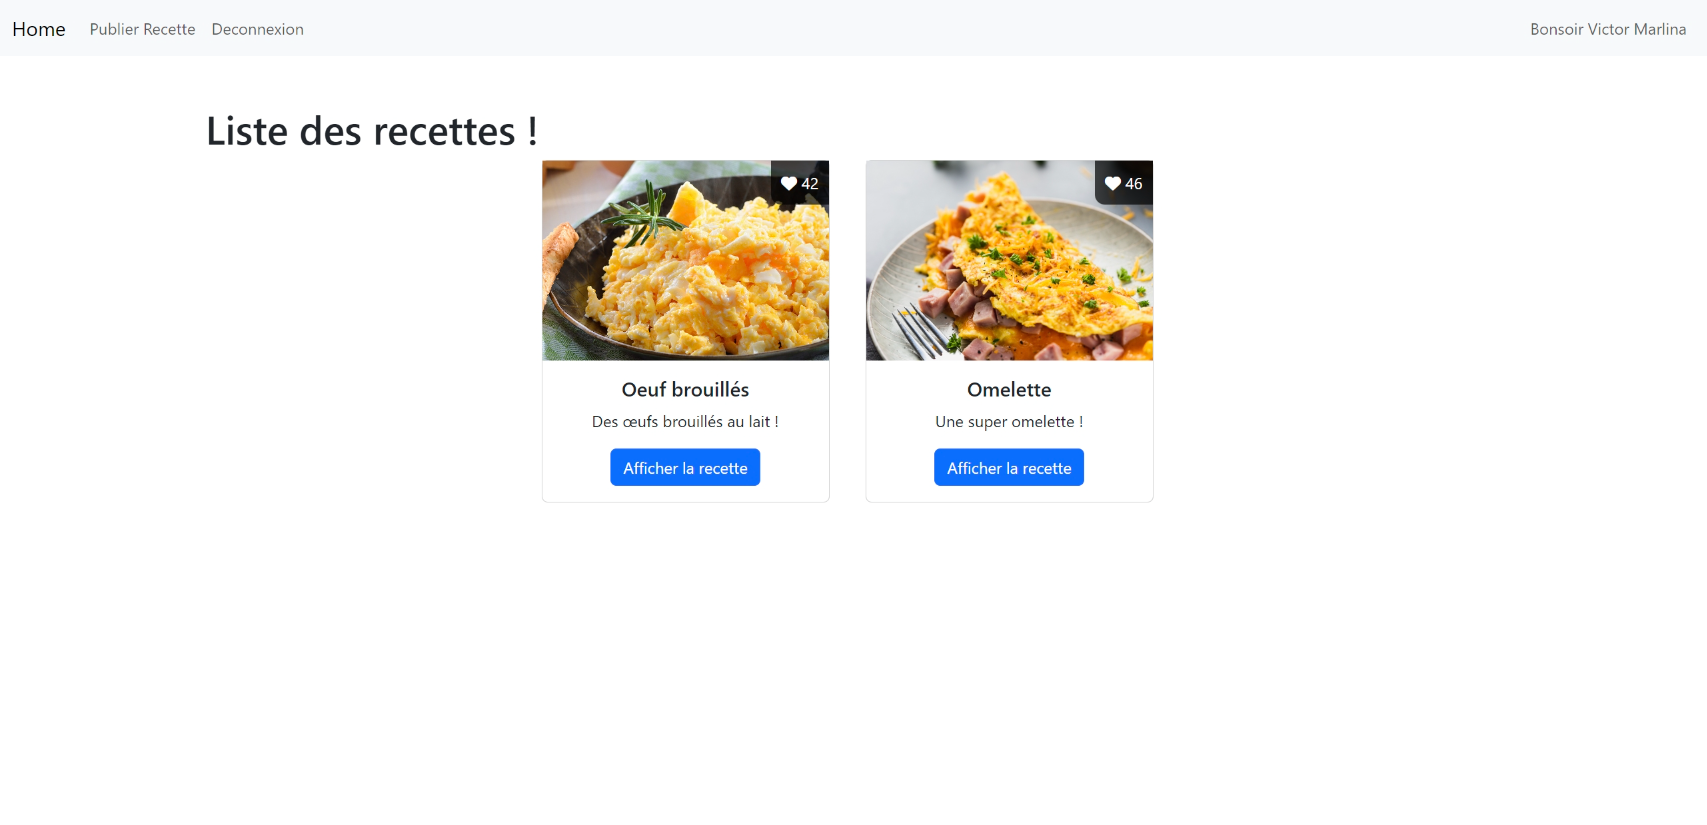 Home Publier Recette Deconnexion Bonsoir Victor Marlina
Liste des recettes !
42
46
Oeuf brouillés
Des œufs brouillés au lait !
Afficher la recette
Omelette
Une super omelette !
Afficher la recette